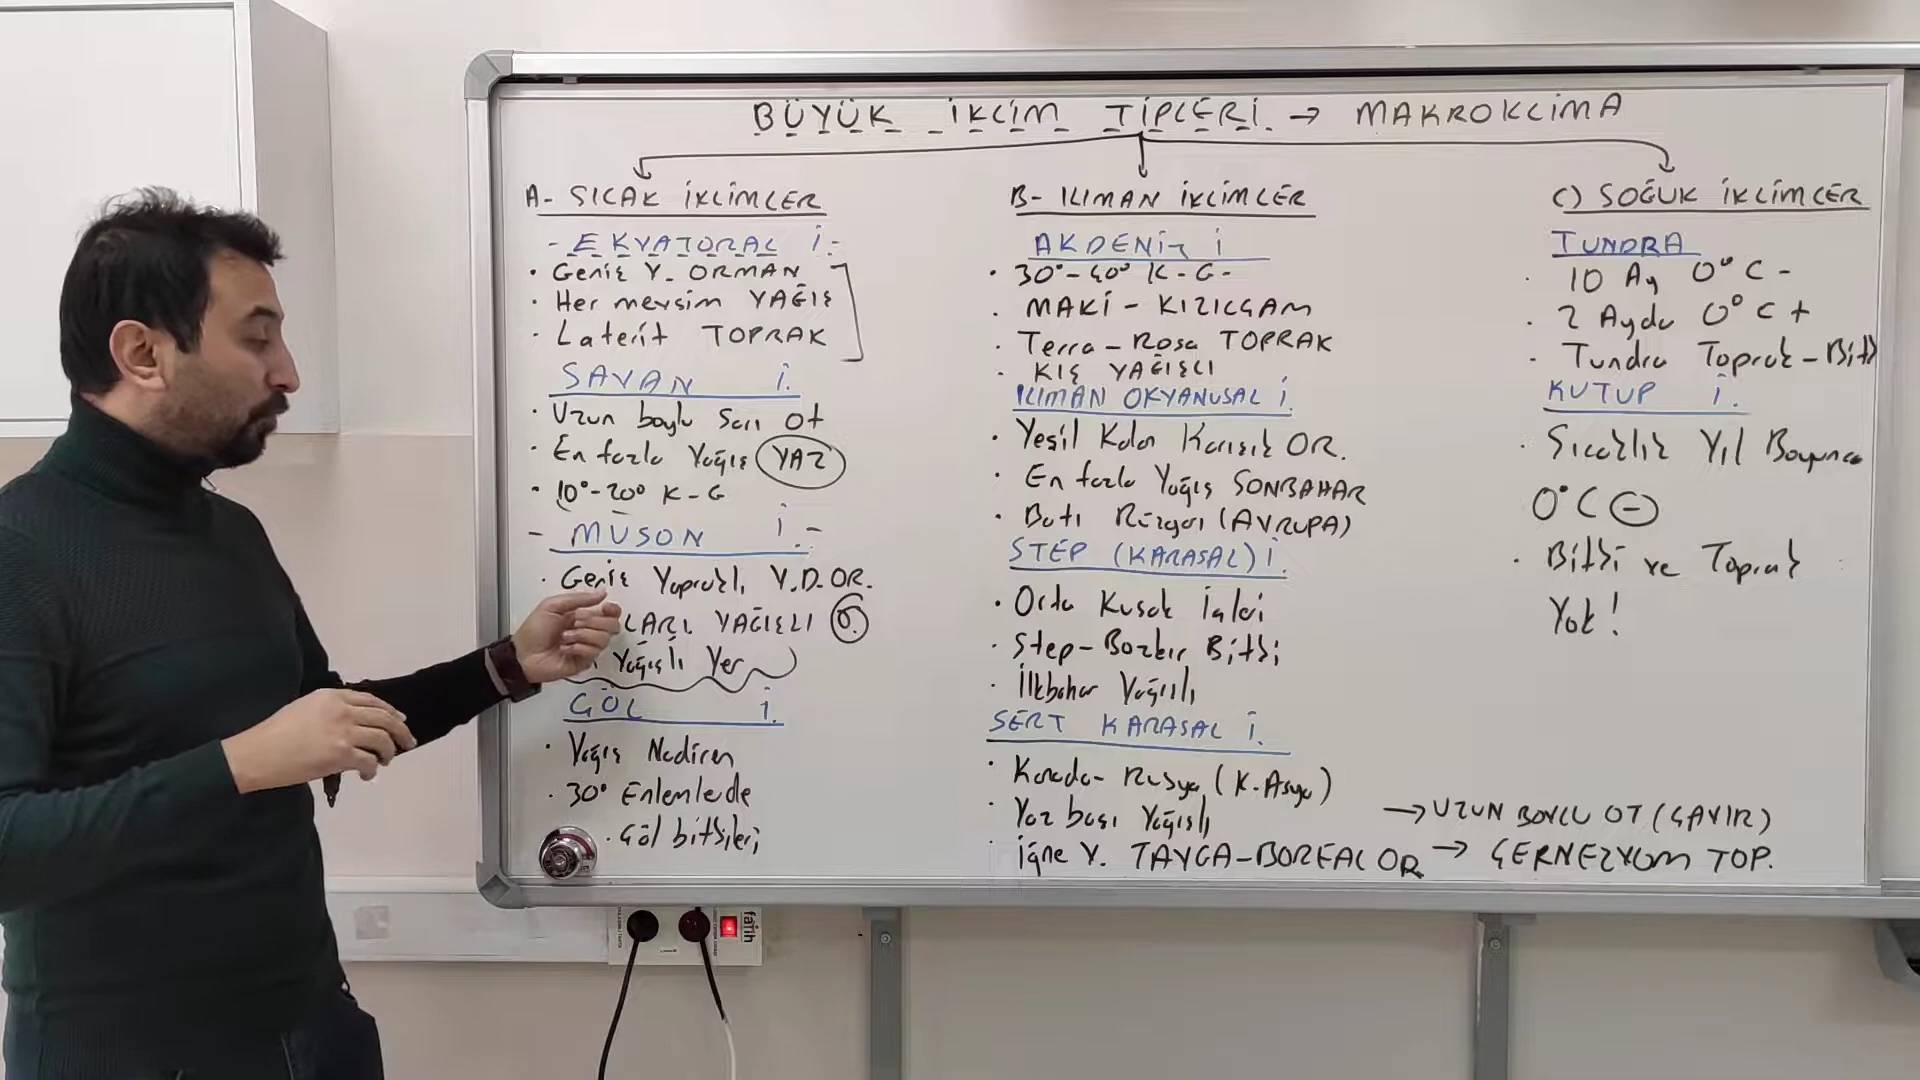 BÜYÜK İKLİM TİPLERİ → MAKROKLİMA
A- SICAK İKLİMLER
- EKVATORAL İ.-
• Geniş Y. ORMAN
• Her mevsim YAĞIŞ
• Laterit TOPRAK
SAVAN İ.
• Uzun boylu Sarı Ot
• En fazla Yağış YAZ
• 10°-20° K-G
- MUSON İ.-
• Geniş Yapraklı Y.D.OR.
LARI YAĞIŞLI
Yağışlı Yer
ÇÖL İ.
• Yağış Nadiren
• 30° Enlemlerde
• Çöl bitkileri
B- ILIMAN İKLİMLER
AKDENİZ İ
• 30°-40° K-G-
• MAKİ - KIZILÇAM
• Terra-Rosa TOPRAK
• KIŞ YAĞIŞLI
ILIMAN OKYANUSAL İ.
• Yeşil Kalan Karışık OR.
• En fazla Yağış SONBAHAR
• Batı Rüzgarı (AVRUPA)
STEP (KARASAL) İ.
• Orta Kuşak İçleri
• Step-Bozkır Bitki
• İlkbahar Yağışlı
SERT KARASAL İ.
• Kanada- Rusya (K-Asya)
• Yaz başı Yağışlı → UZUN BOYLU OT (ÇAYIR)
• İğne Y. TAYGA-BOREAL OR → ÇERNEZYOM TOP.
C) SOĞUK İKLİMLER
TUNDRA
• 10 Ay 0°C -
• 2 Ayda 0°C +
• Tundra Toprak-Bitk
KUTUP İ.
• Sıcaklık Yıl Boyunca
0°C -
• Bitki ve Toprak
Yok!
fatih